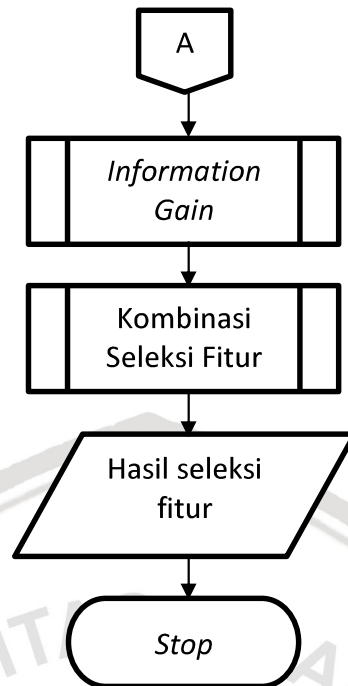 A
Information
Gain
Kombinasi
Seleksi Fitur
Hasil seleksi
fitur
Stop